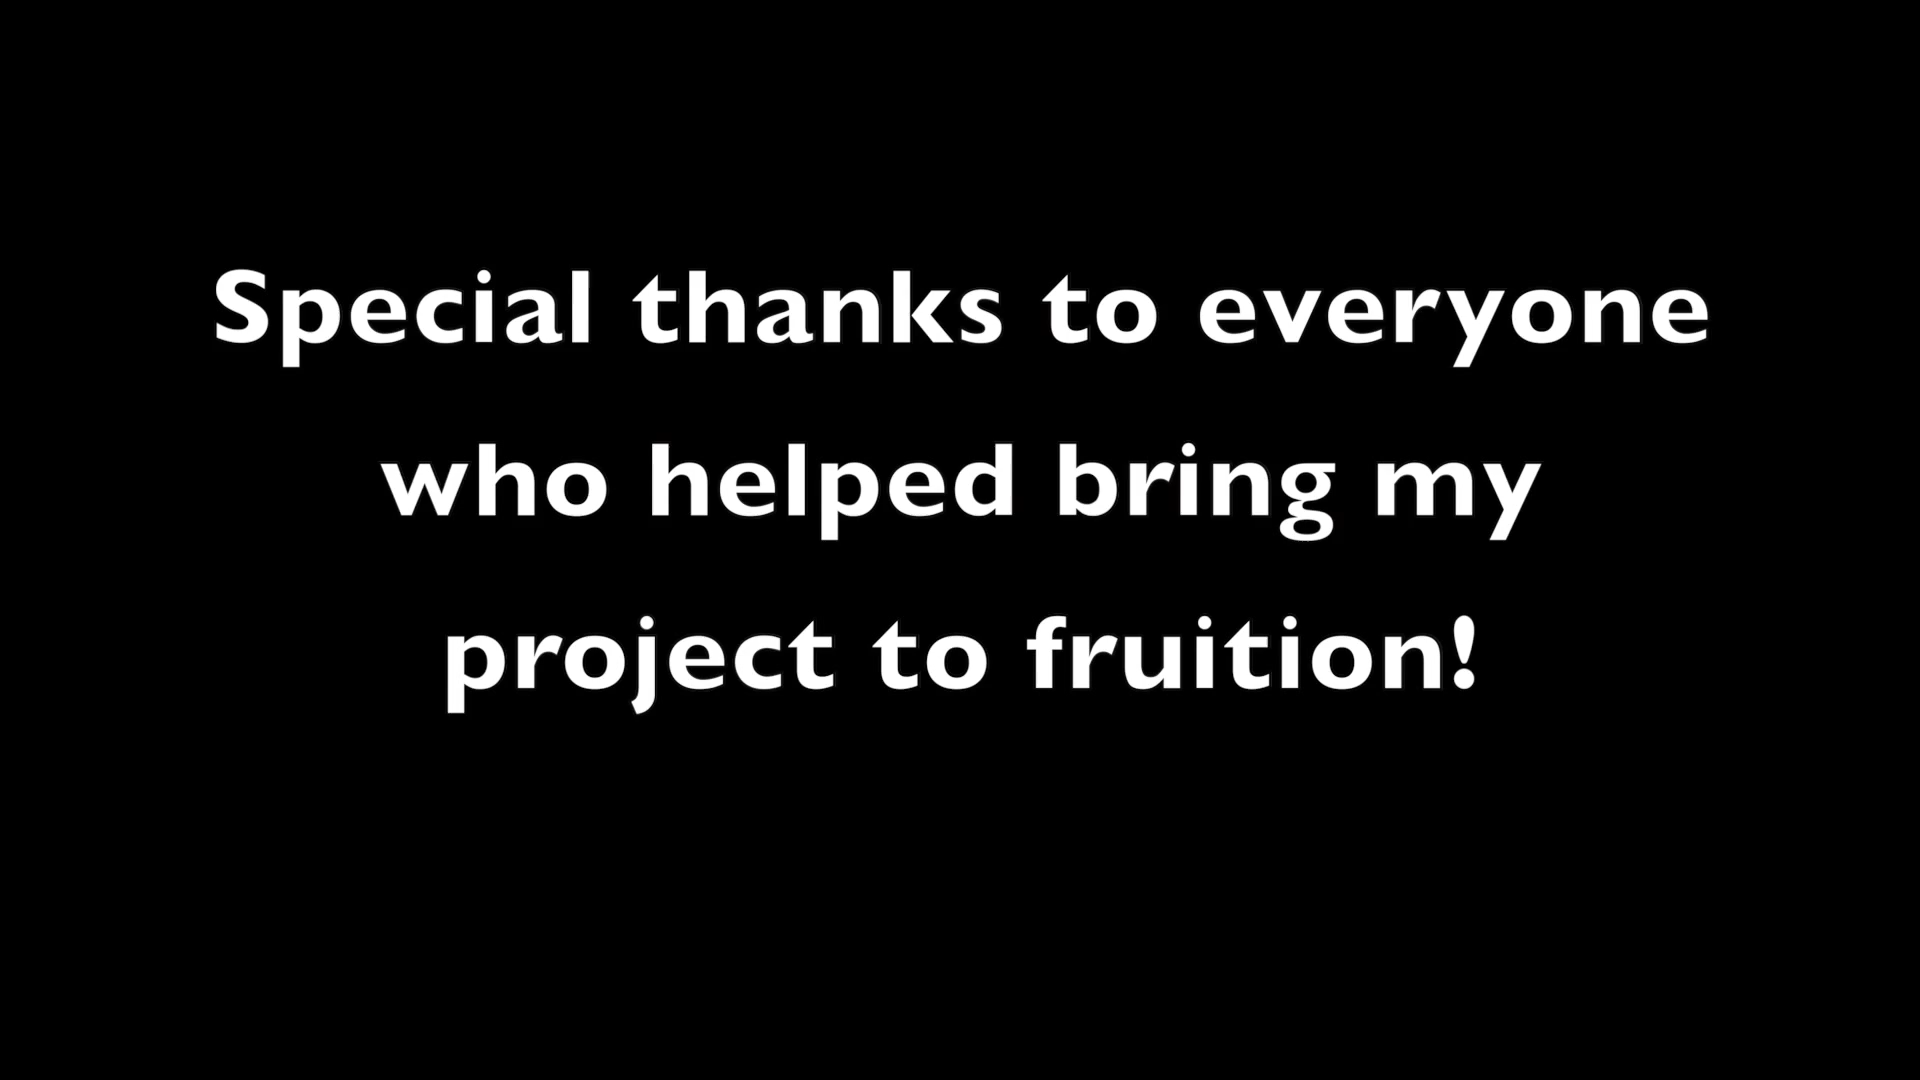 Special thanks to everyone
who helped bring my
project to fruition!